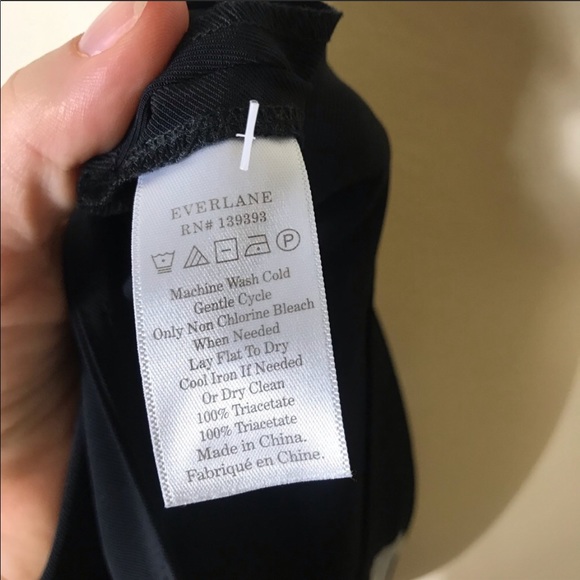 EVERLANE
RN# 139393
P
Machine Wash Cold
Gentle Cycle
Only Non Chlorine Bleach
When Needed
Lay Flat To Dry
Cool Iron If Needed
Or Dry Clean
100% Triacetate
100% Triacetate
Made in China.
Fabriqué en Chine.